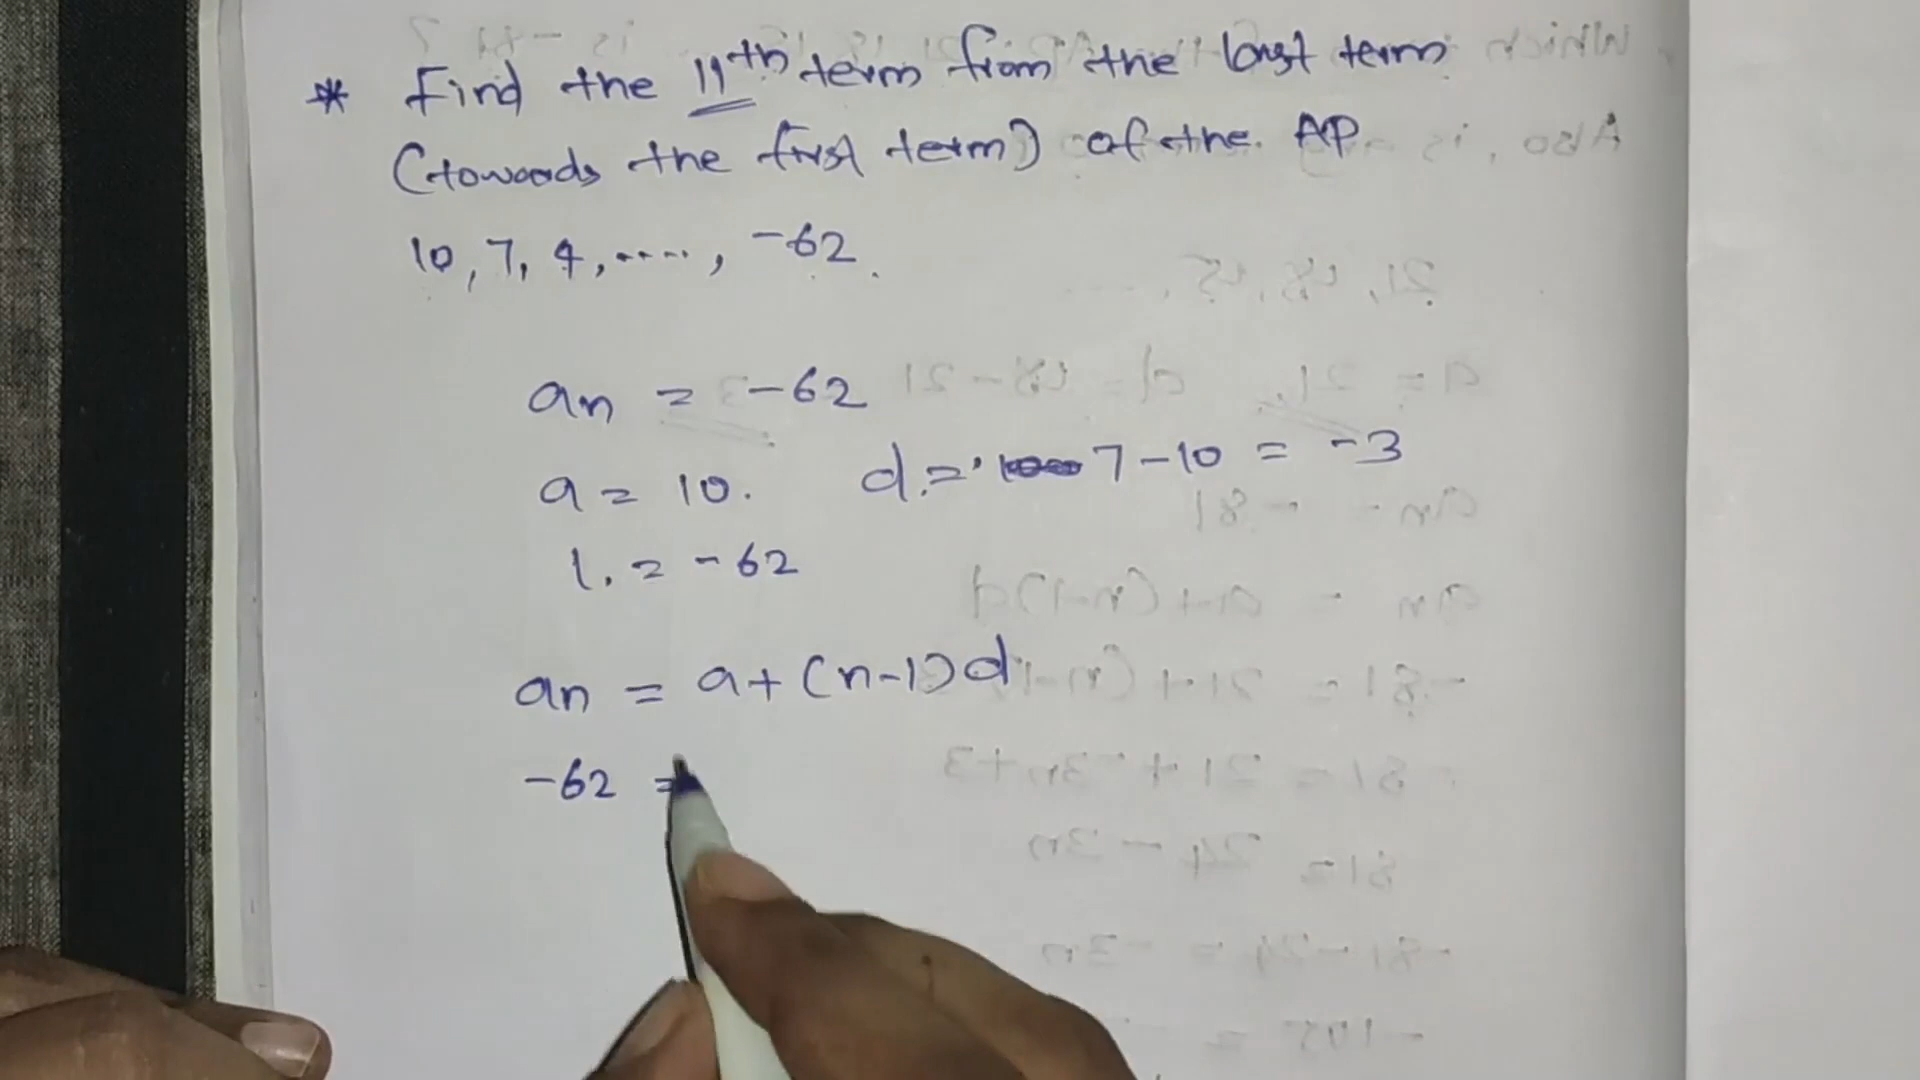 * Find the 11th term from the last term
(towards the first term) of the AP
10, 7, 4, ....., -62.
an = -62
a = 10. d = 7-10 = -3
l. = -62
an = a+(n-1)d
-62 =